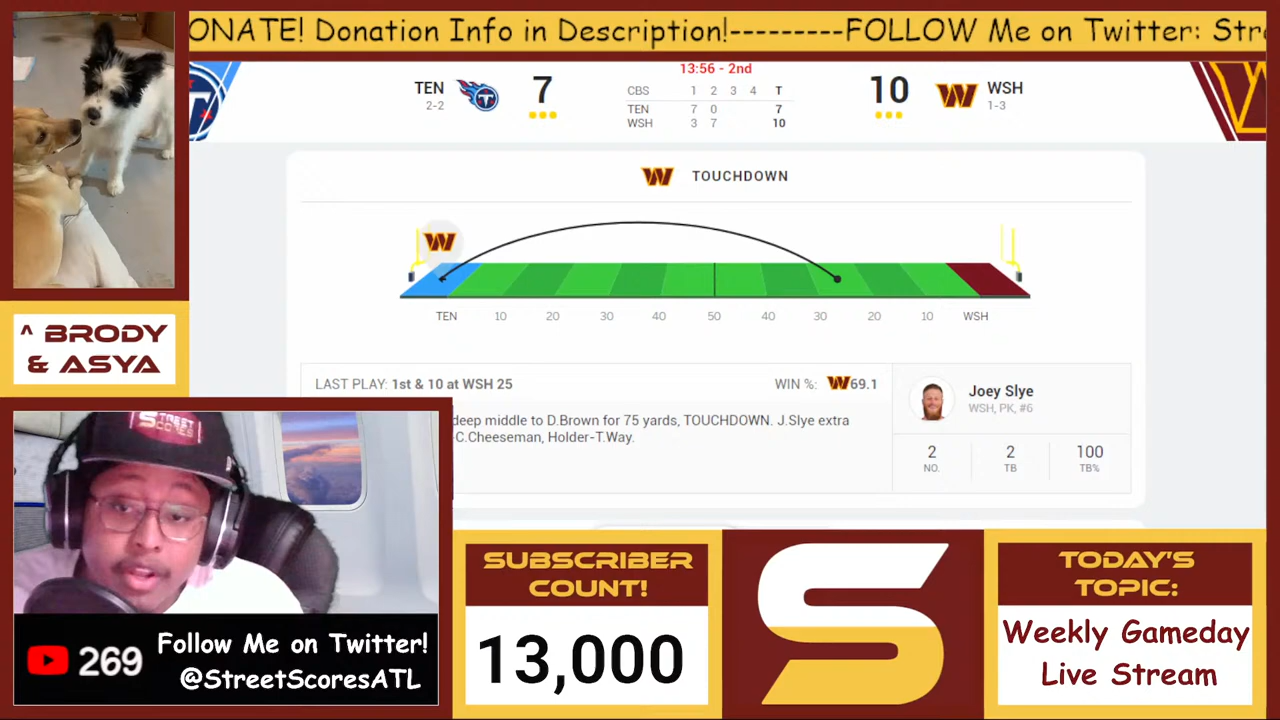 ONATE! Donation Info in Description!---------FOLLOW Me on Twitter: Stre
TEN
2-2
7
13:56 - 2nd
CBS 1 2 3 4 T
TEN 7 0 7
WSH 3 7 10
10
WSH
1-3
W TOUCHDOWN
W
TEN 10 20 30 40 50 40 30 20 10 WSH
^ BRODY
& ASYA
LAST PLAY: 1st & 10 at WSH 25
WIN %: W 69.1
deep middle to D.Brown for 75 yards, TOUCHDOWN. J.Slye extra
-C.Cheeseman, Holder-T.Way.
Joey Slye
WSH, PK, #6
2 2 100
NO. TB TB%
STREET
SCORES
269
Follow Me on Twitter!
@StreetScoresATL
SUBSCRIBER
COUNT!
13,000
S
TODAY'S
TOPIC:
Weekly Gameday
Live Stream